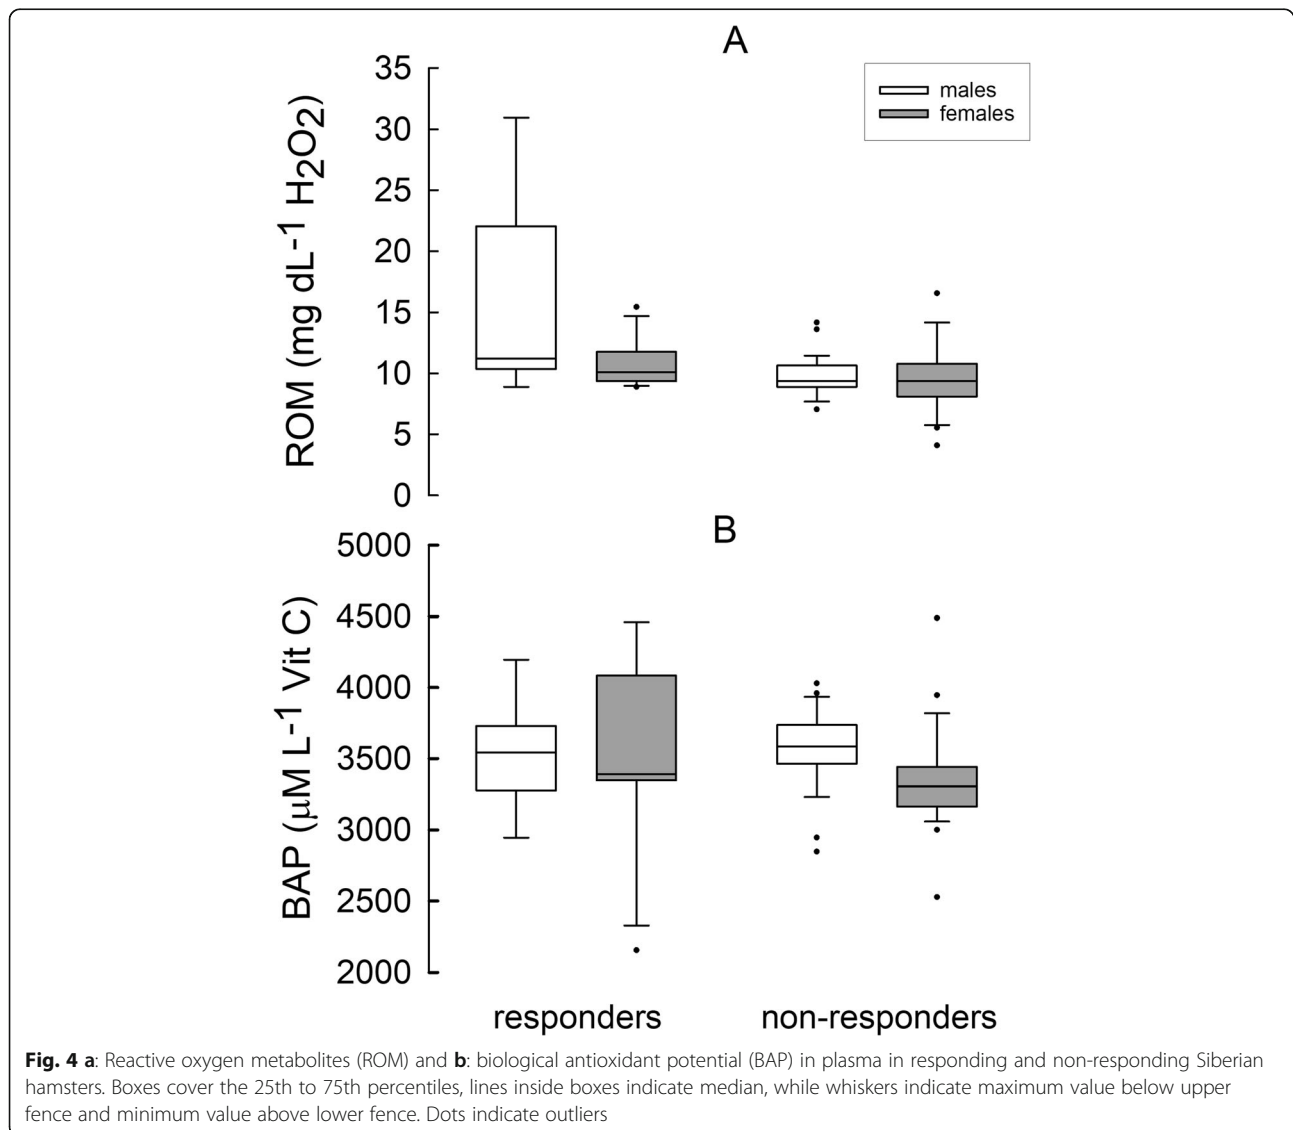 A
males
females
ROM (mg dL-1 H2O2)
35
30
25
20
15
10
5
0
B
BAP (μM L-1 Vit C)
5000
4500
4000
3500
3000
2500
2000
responders non-responders
Fig. 4 a: Reactive oxygen metabolites (ROM) and b: biological antioxidant potential (BAP) in plasma in responding and non-responding Siberian
hamsters. Boxes cover the 25th to 75th percentiles, lines inside boxes indicate median, while whiskers indicate maximum value below upper
fence and minimum value above lower fence. Dots indicate outliers